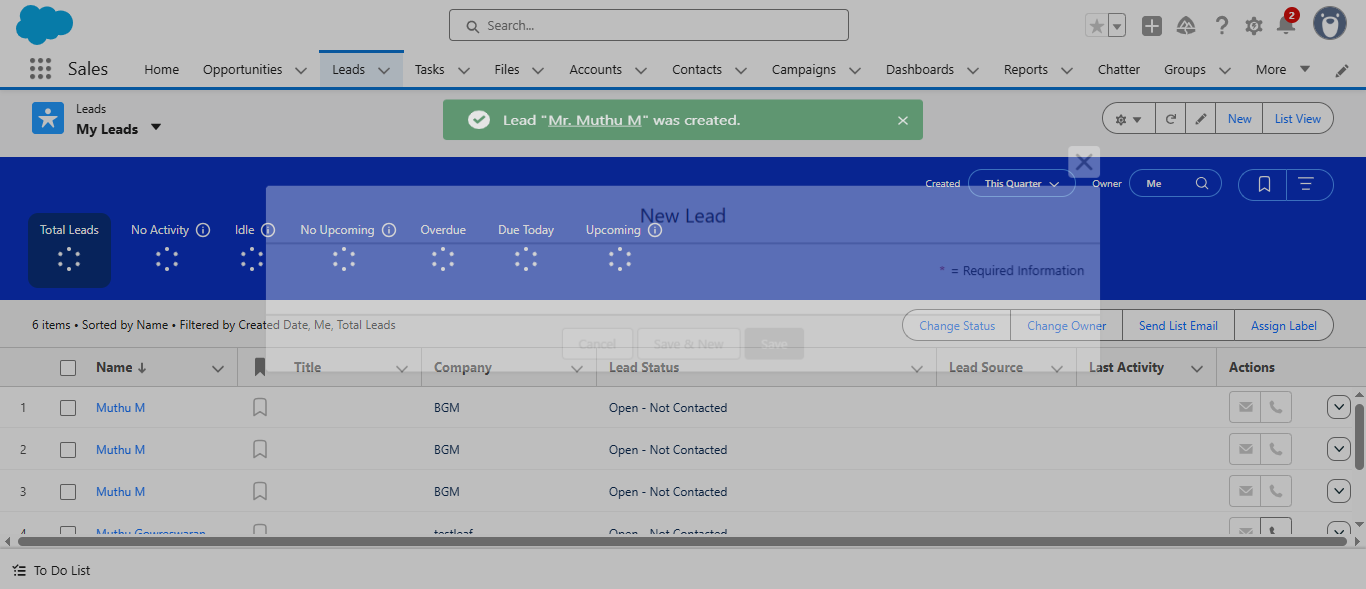 Search...
2
Sales Home Opportunities Leads Tasks Files Accounts Contacts Campaigns Dashboards Reports Chatter Groups More
Leads
My Leads
Lead “Mr. Muthu M“ was created.
New List View
Created This Quarter Owner Me
New Lead
Total Leads No Activity Idle No Upcoming Overdue Due Today Upcoming
* = Required Information
6 items • Sorted by Name • Filtered by Created Date, Me, Total Leads
Change Status Change Owner Send List Email Assign Label
Cancel Save & New Save
Name Title Company Lead Status Lead Source Last Activity Actions
1 Muthu M BGM Open - Not Contacted
2 Muthu M BGM Open - Not Contacted
3 Muthu M BGM Open - Not Contacted
4 Muthu Gowreswaran testleaf Open - Not Contacted
To Do List